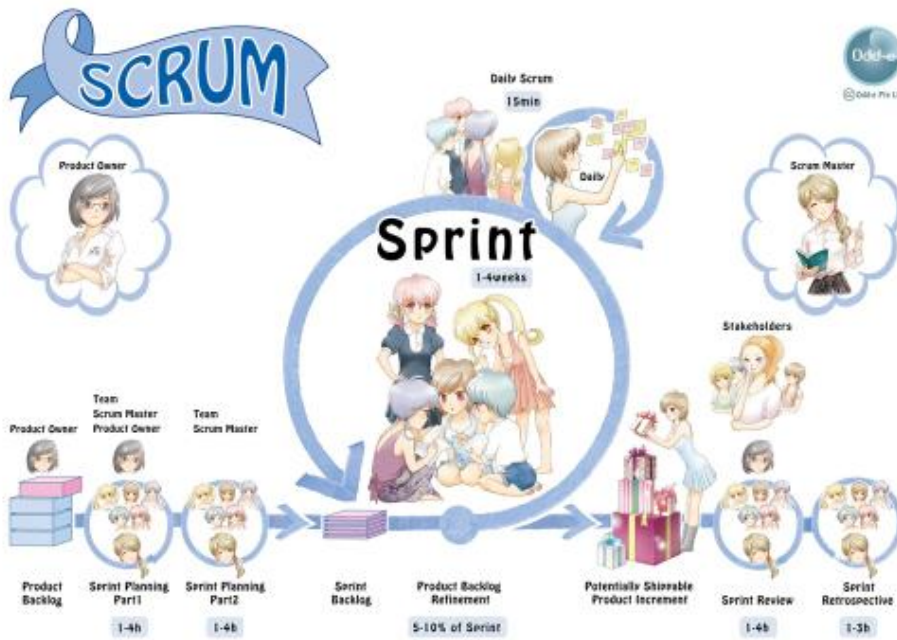 SCRUM
Odd-e
Daily Scrum
15min
Daily
Product Owner
Scrum Master
Sprint
1-4weeks
Stakeholders
Product Owner
Team
Scrum Master
Product Owner
Team
Scrum Master
Product
Backlog
Sprint Planning
Part1
1-4h
Sprint Planning
Part2
1-4h
Sprint
Backlog
Product Backlog
Refinement
5-10% of Sprint
Potentially Shippable
Product Increment
Sprint Review
1-4h
Sprint
Retrospective
1-3h